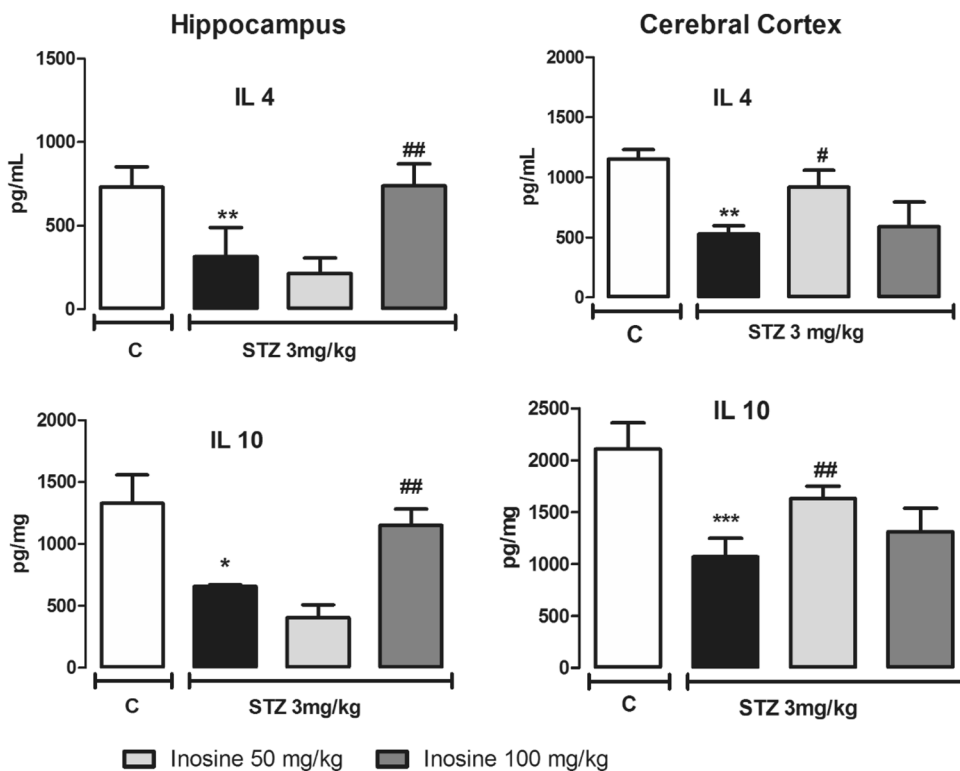 Hippocampus
IL 4
pg/mL
1500
1000
500
0
**
##
C
STZ 3mg/kg
Cerebral Cortex
IL 4
pg/mL
2000
1500
1000
500
0
**
#
C
STZ 3 mg/kg
IL 10
pg/mg
2000
1500
1000
500
0
*
##
C
STZ 3mg/kg
IL 10
pg/mg
2500
2000
1500
1000
500
0
***
##
C
STZ 3mg/kg
Inosine 50 mg/kg
Inosine 100 mg/kg